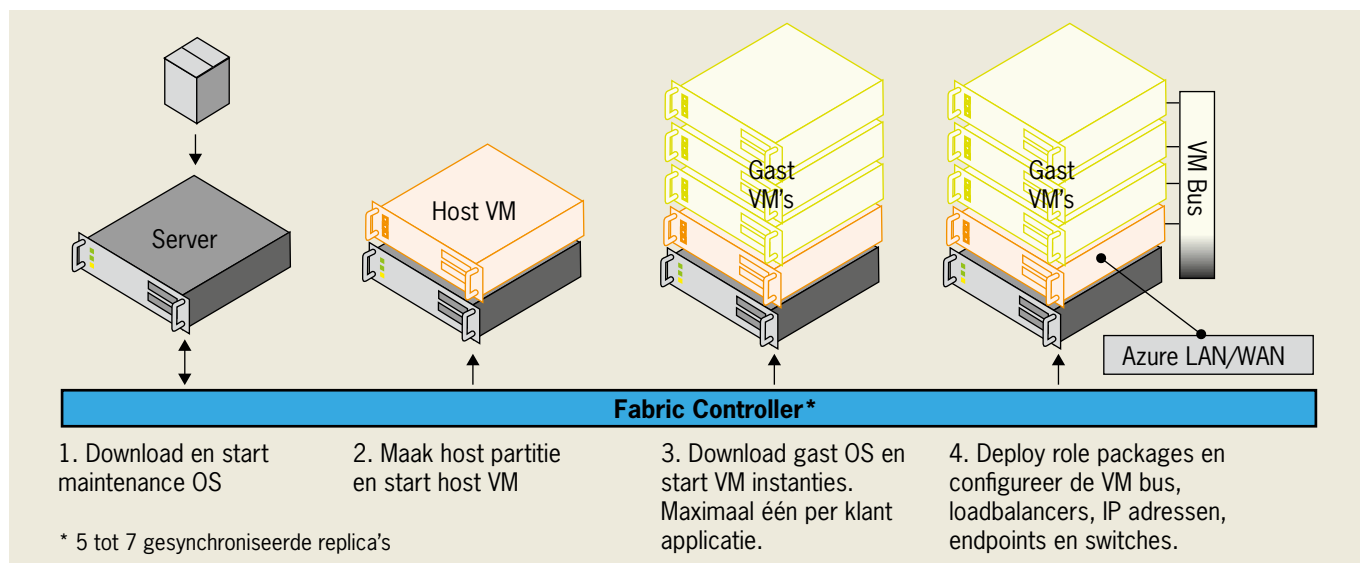 Server
Host VM
Gast
VM's
Gast
VM's
VM Bus
Azure LAN/WAN
Fabric Controller*
1. Download en start
maintenance OS
2. Maak host partitie
en start host VM
3. Download gast OS en
start VM instanties.
Maximaal één per klant
applicatie.
4. Deploy role packages en
configureer de VM bus,
loadbalancers, IP adressen,
endpoints en switches.
* 5 tot 7 gesynchroniseerde replica's